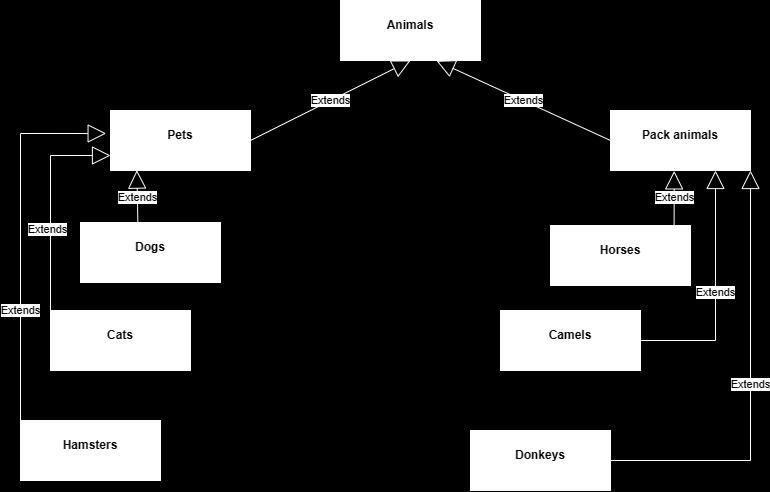 Animals
Extends
Extends
Pets
Pack animals
Extends
Extends
Extends
Dogs
Horses
Extends
Extends
Cats
Camels
Extends
Hamsters
Donkeys